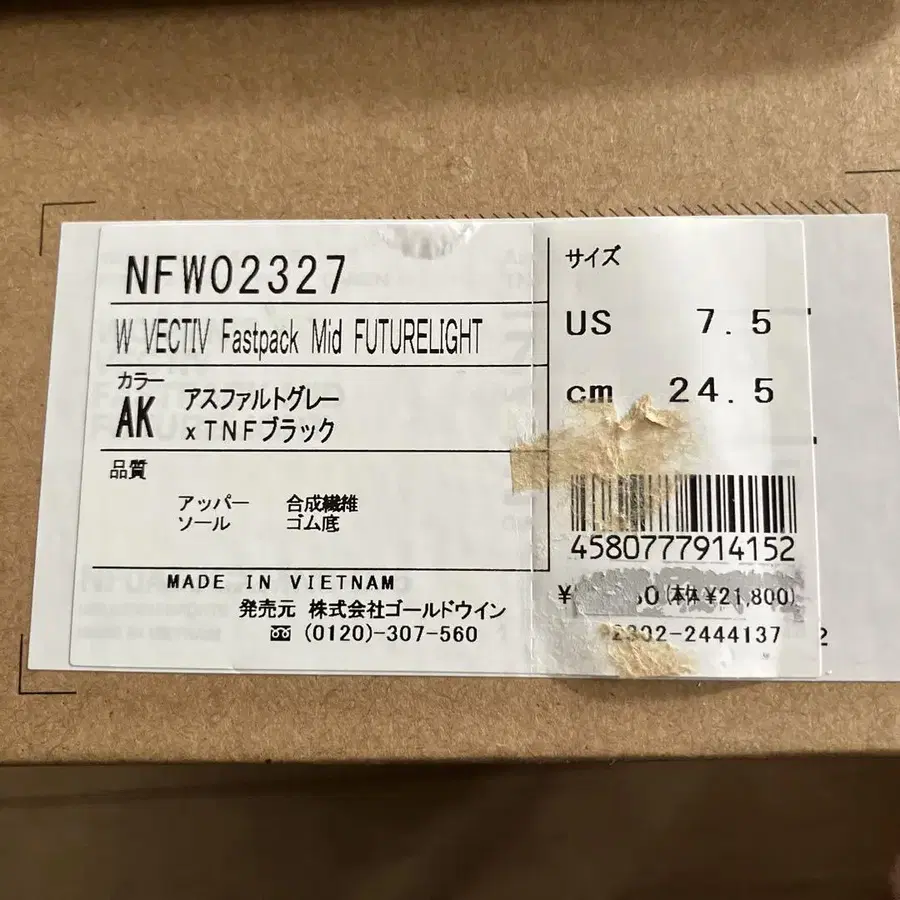 NFW02327
W VECTIV Fastpack Mid FUTURELIGHT
カラー
AK アスファルトグレー
xTNFブラック
品質
アッパー 合成繊維
ソール ゴム底
MADE IN VIETNAM
発売元 株式会社ゴールドウイン
(0120)-307-560
サイズ
US 7.5
cm 24.5
4580777914152
(本体¥21,800)
2302-2444137